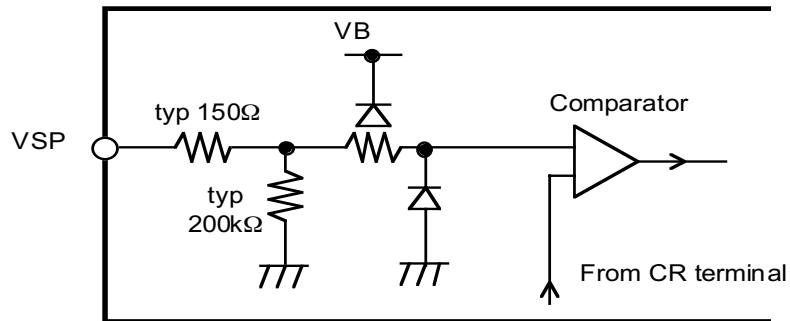 VB
typ 150Ω
Comparator
VSP
typ
200kΩ
From CR terminal